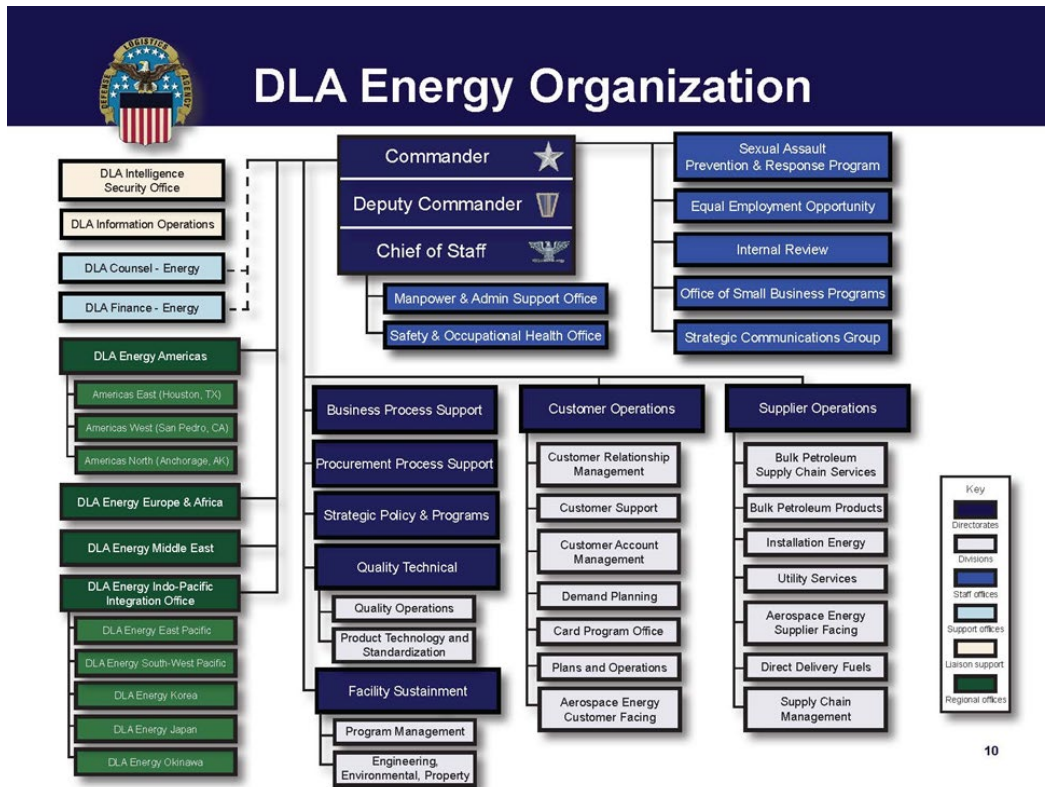 DEFENSE LOGISTICS AGENCY
DLA Energy Organization
Commander
Deputy Commander
Chief of Staff
Manpower & Admin Support Office
Safety & Occupational Health Office
Sexual Assault
Prevention & Response Program
Equal Employment Opportunity
Internal Review
Office of Small Business Programs
Strategic Communications Group
DLA Intelligence
Security Office
DLA Information Operations
DLA Counsel - Energy
DLA Finance - Energy
DLA Energy Americas
Americas East (Houston, TX)
Americas West (San Pedro, CA)
Americas North (Anchorage, AK)
DLA Energy Europe & Africa
DLA Energy Middle East
DLA Energy Indo-Pacific
Integration Office
DLA Energy East Pacific
DLA Energy South-West Pacific
DLA Energy Korea
DLA Energy Japan
DLA Energy Okinawa
Business Process Support
Procurement Process Support
Strategic Policy & Programs
Quality Technical
Quality Operations
Product Technology and
Standardization
Facility Sustainment
Program Management
Engineering,
Environmental, Property
Customer Operations
Customer Relationship
Management
Customer Support
Customer Account
Management
Demand Planning
Card Program Office
Plans and Operations
Aerospace Energy
Customer Facing
Supplier Operations
Bulk Petroleum
Supply Chain Services
Bulk Petroleum Products
Installation Energy
Utility Services
Aerospace Energy
Supplier Facing
Direct Delivery Fuels
Supply Chain
Management
Key
Directorates
Divisions
Staff offices
Support offices
Liaison support
Regional offices
10